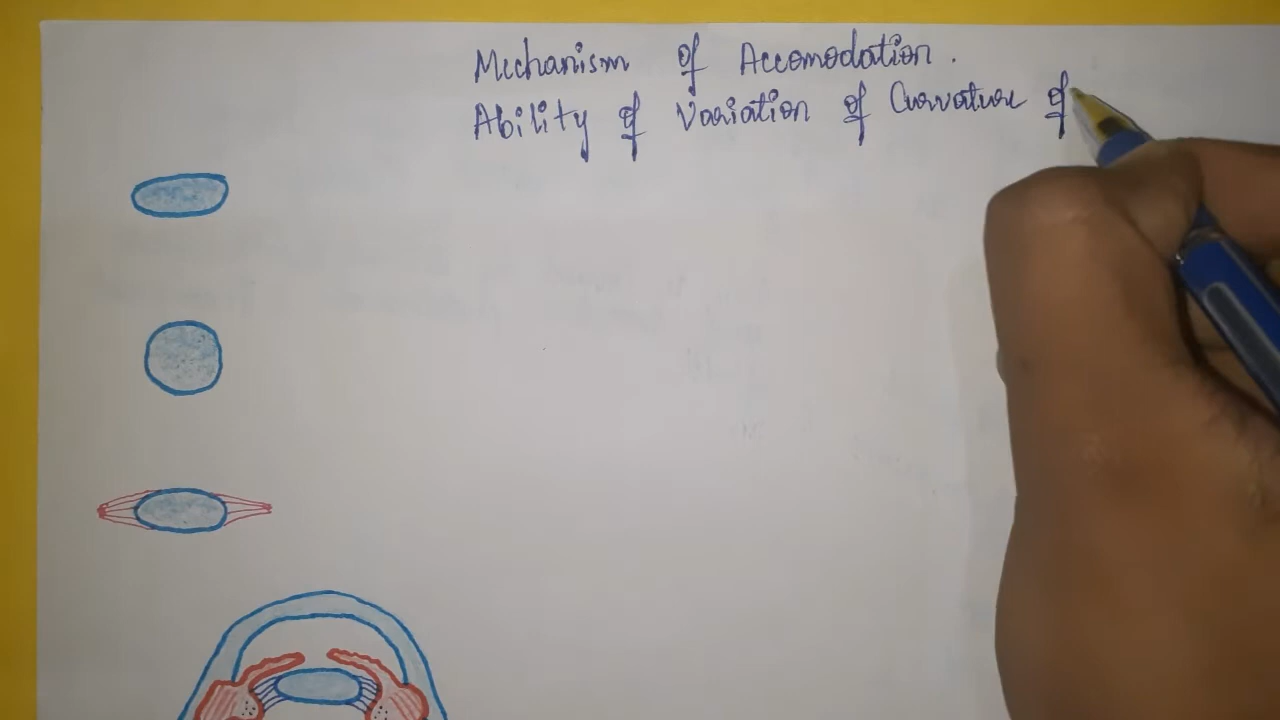 Mechanism of Accomodation.
Ability of Variation of Curvature of